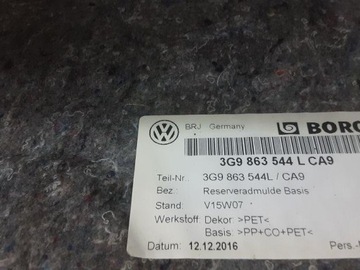 BRJ Germany BORG
3G9 863 544 L CA9
Teil-Nr. 3G9 863 544L / CA9
Bez.: Reserveradmulde Basis
Stand: V15W07
Werkstoff: Dekor: >PET<
Basis: >PP+CO+PET<
Datum: 12.12.2016 Pers.-